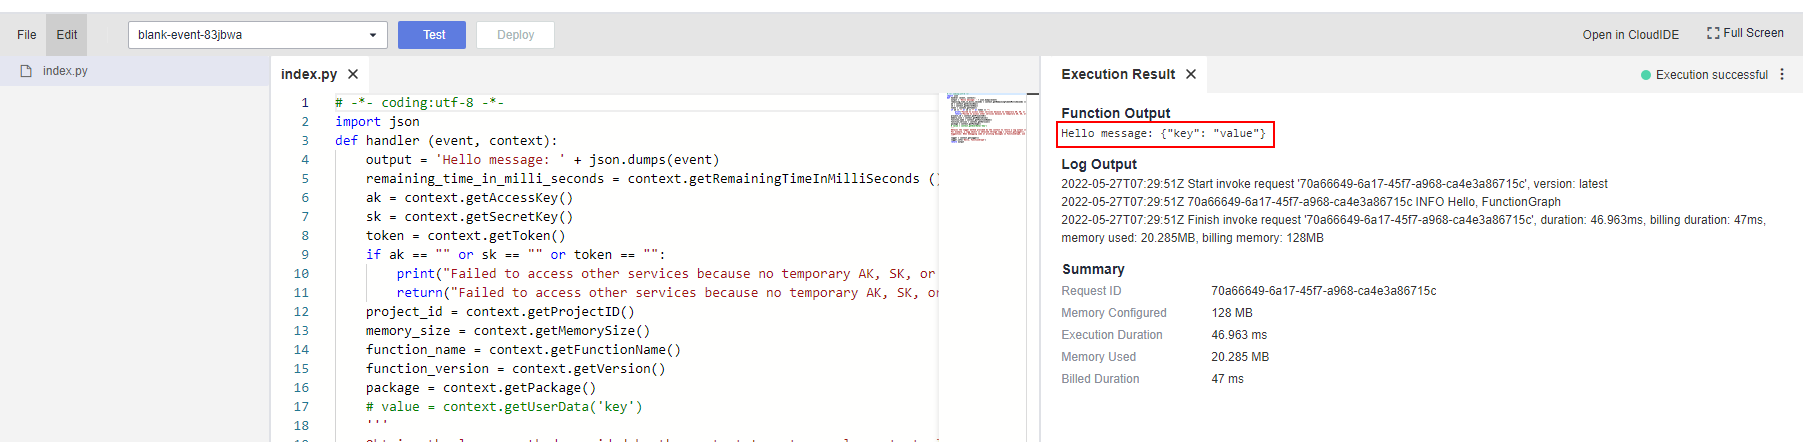 File Edit blank-event-83jbwa Test Deploy Open in CloudIDE Full Screen
index.py
index.py
1 # -*- coding:utf-8 -*-
2 import json
3 def handler (event, context):
4 output = 'Hello message: ' + json.dumps(event)
5 remaining_time_in_milli_seconds = context.getRemainingTimeInMilliSeconds ()
6 ak = context.getAccessKey()
7 sk = context.getSecretKey()
8 token = context.getToken()
9 if ak == "" or sk == "" or token == "":
10 print("Failed to access other services because no temporary AK, SK, or
11 return("Failed to access other services because no temporary AK, SK, or
12 project_id = context.getProjectID()
13 memory_size = context.getMemorySize()
14 function_name = context.getFunctionName()
15 function_version = context.getVersion()
16 package = context.getPackage()
17 # value = context.getUserData('key')
18 '''
Execution Result Execution successful
Function Output
Hello message: {"key": "value"}
Log Output
2022-05-27T07:29:51Z Start invoke request '70a66649-6a17-45f7-a968-ca4e3a86715c', version: latest
2022-05-27T07:29:51Z 70a66649-6a17-45f7-a968-ca4e3a86715c INFO Hello, FunctionGraph
2022-05-27T07:29:51Z Finish invoke request '70a66649-6a17-45f7-a968-ca4e3a86715c', duration: 46.963ms, billing duration: 47ms,
memory used: 20.285MB, billing memory: 128MB
Summary
Request ID 70a66649-6a17-45f7-a968-ca4e3a86715c
Memory Configured 128 MB
Execution Duration 46.963 ms
Memory Used 20.285 MB
Billed Duration 47 ms